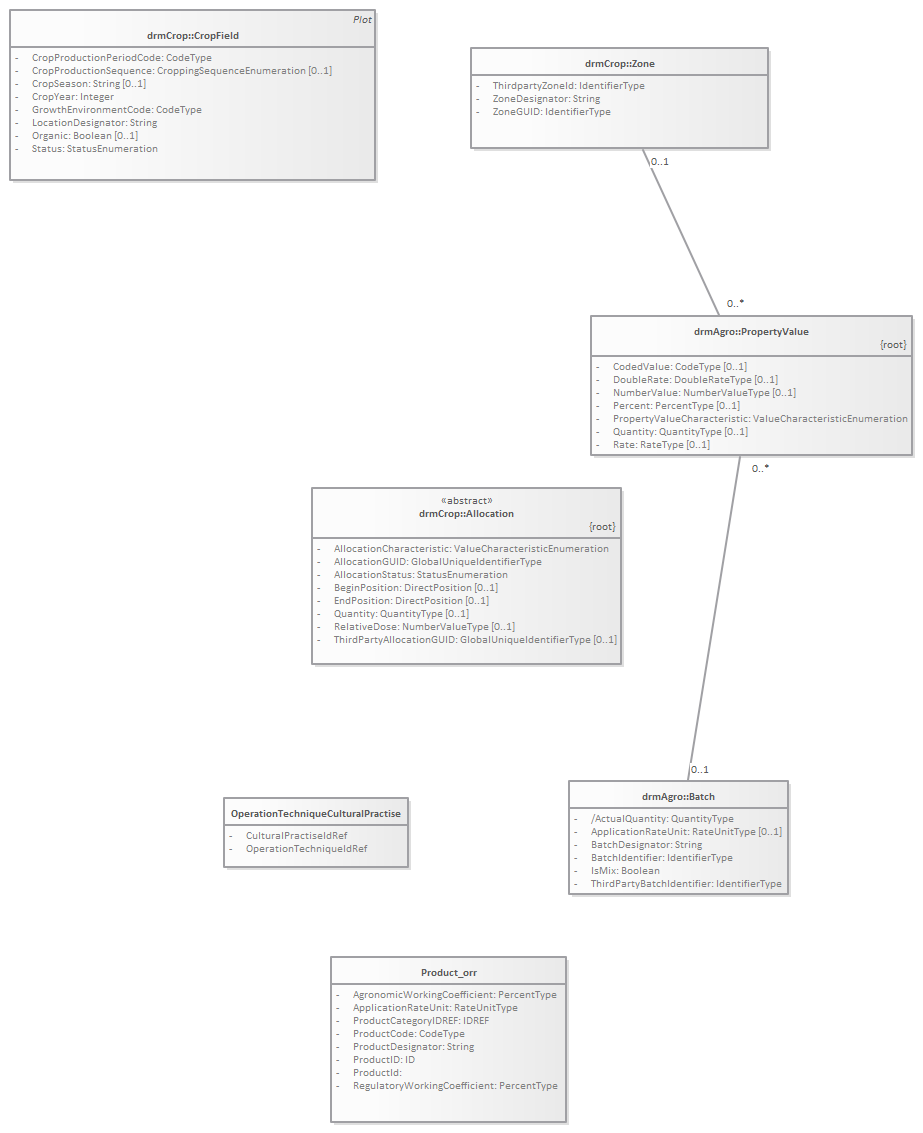 Plot
drmCrop::CropField
- CropProductionPeriodCode: CodeType
- CropProductionSequence: CroppingSequenceEnumeration [0..1]
- CropSeason: String [0..1]
- CropYear: Integer
- GrowthEnvironmentCode: CodeType
- LocationDesignator: String
- Organic: Boolean [0..1]
- Status: StatusEnumeration
drmCrop::Zone
- ThirdpartyZoneId: IdentifierType
- ZoneDesignator: String
- ZoneGUID: IdentifierType
0..1
0..*
drmAgro::PropertyValue
{root}
- CodedValue: CodeType [0..1]
- DoubleRate: DoubleRateType [0..1]
- NumberValue: NumberValueType [0..1]
- Percent: PercentType [0..1]
- PropertyValueCharacteristic: ValueCharacteristicEnumeration
- Quantity: QuantityType [0..1]
- Rate: RateType [0..1]
0..*
«abstract»
drmCrop::Allocation
{root}
- AllocationCharacteristic: ValueCharacteristicEnumeration
- AllocationGUID: GlobalUniqueIdentifierType
- AllocationStatus: StatusEnumeration
- BeginPosition: DirectPosition [0..1]
- EndPosition: DirectPosition [0..1]
- Quantity: QuantityType [0..1]
- RelativeDose: NumberValueType [0..1]
- ThirdPartyAllocationGUID: GlobalUniqueIdentifierType [0..1]
0..1
drmAgro::Batch
- /ActualQuantity: QuantityType
- ApplicationRateUnit: RateUnitType [0..1]
- BatchDesignator: String
- BatchIdentifier: IdentifierType
- IsMix: Boolean
- ThirdPartyBatchIdentifier: IdentifierType
OperationTechniqueCulturalPractise
- CulturalPractiseIdRef
- OperationTechniqueIdRef
Product_orr
- AgronomicWorkingCoefficient: PercentType
- ApplicationRateUnit: RateUnitType
- ProductCategoryIDREF: IDREF
- ProductCode: CodeType
- ProductDesignator: String
- ProductID: ID
- ProductId:
- RegulatoryWorkingCoefficient: PercentType